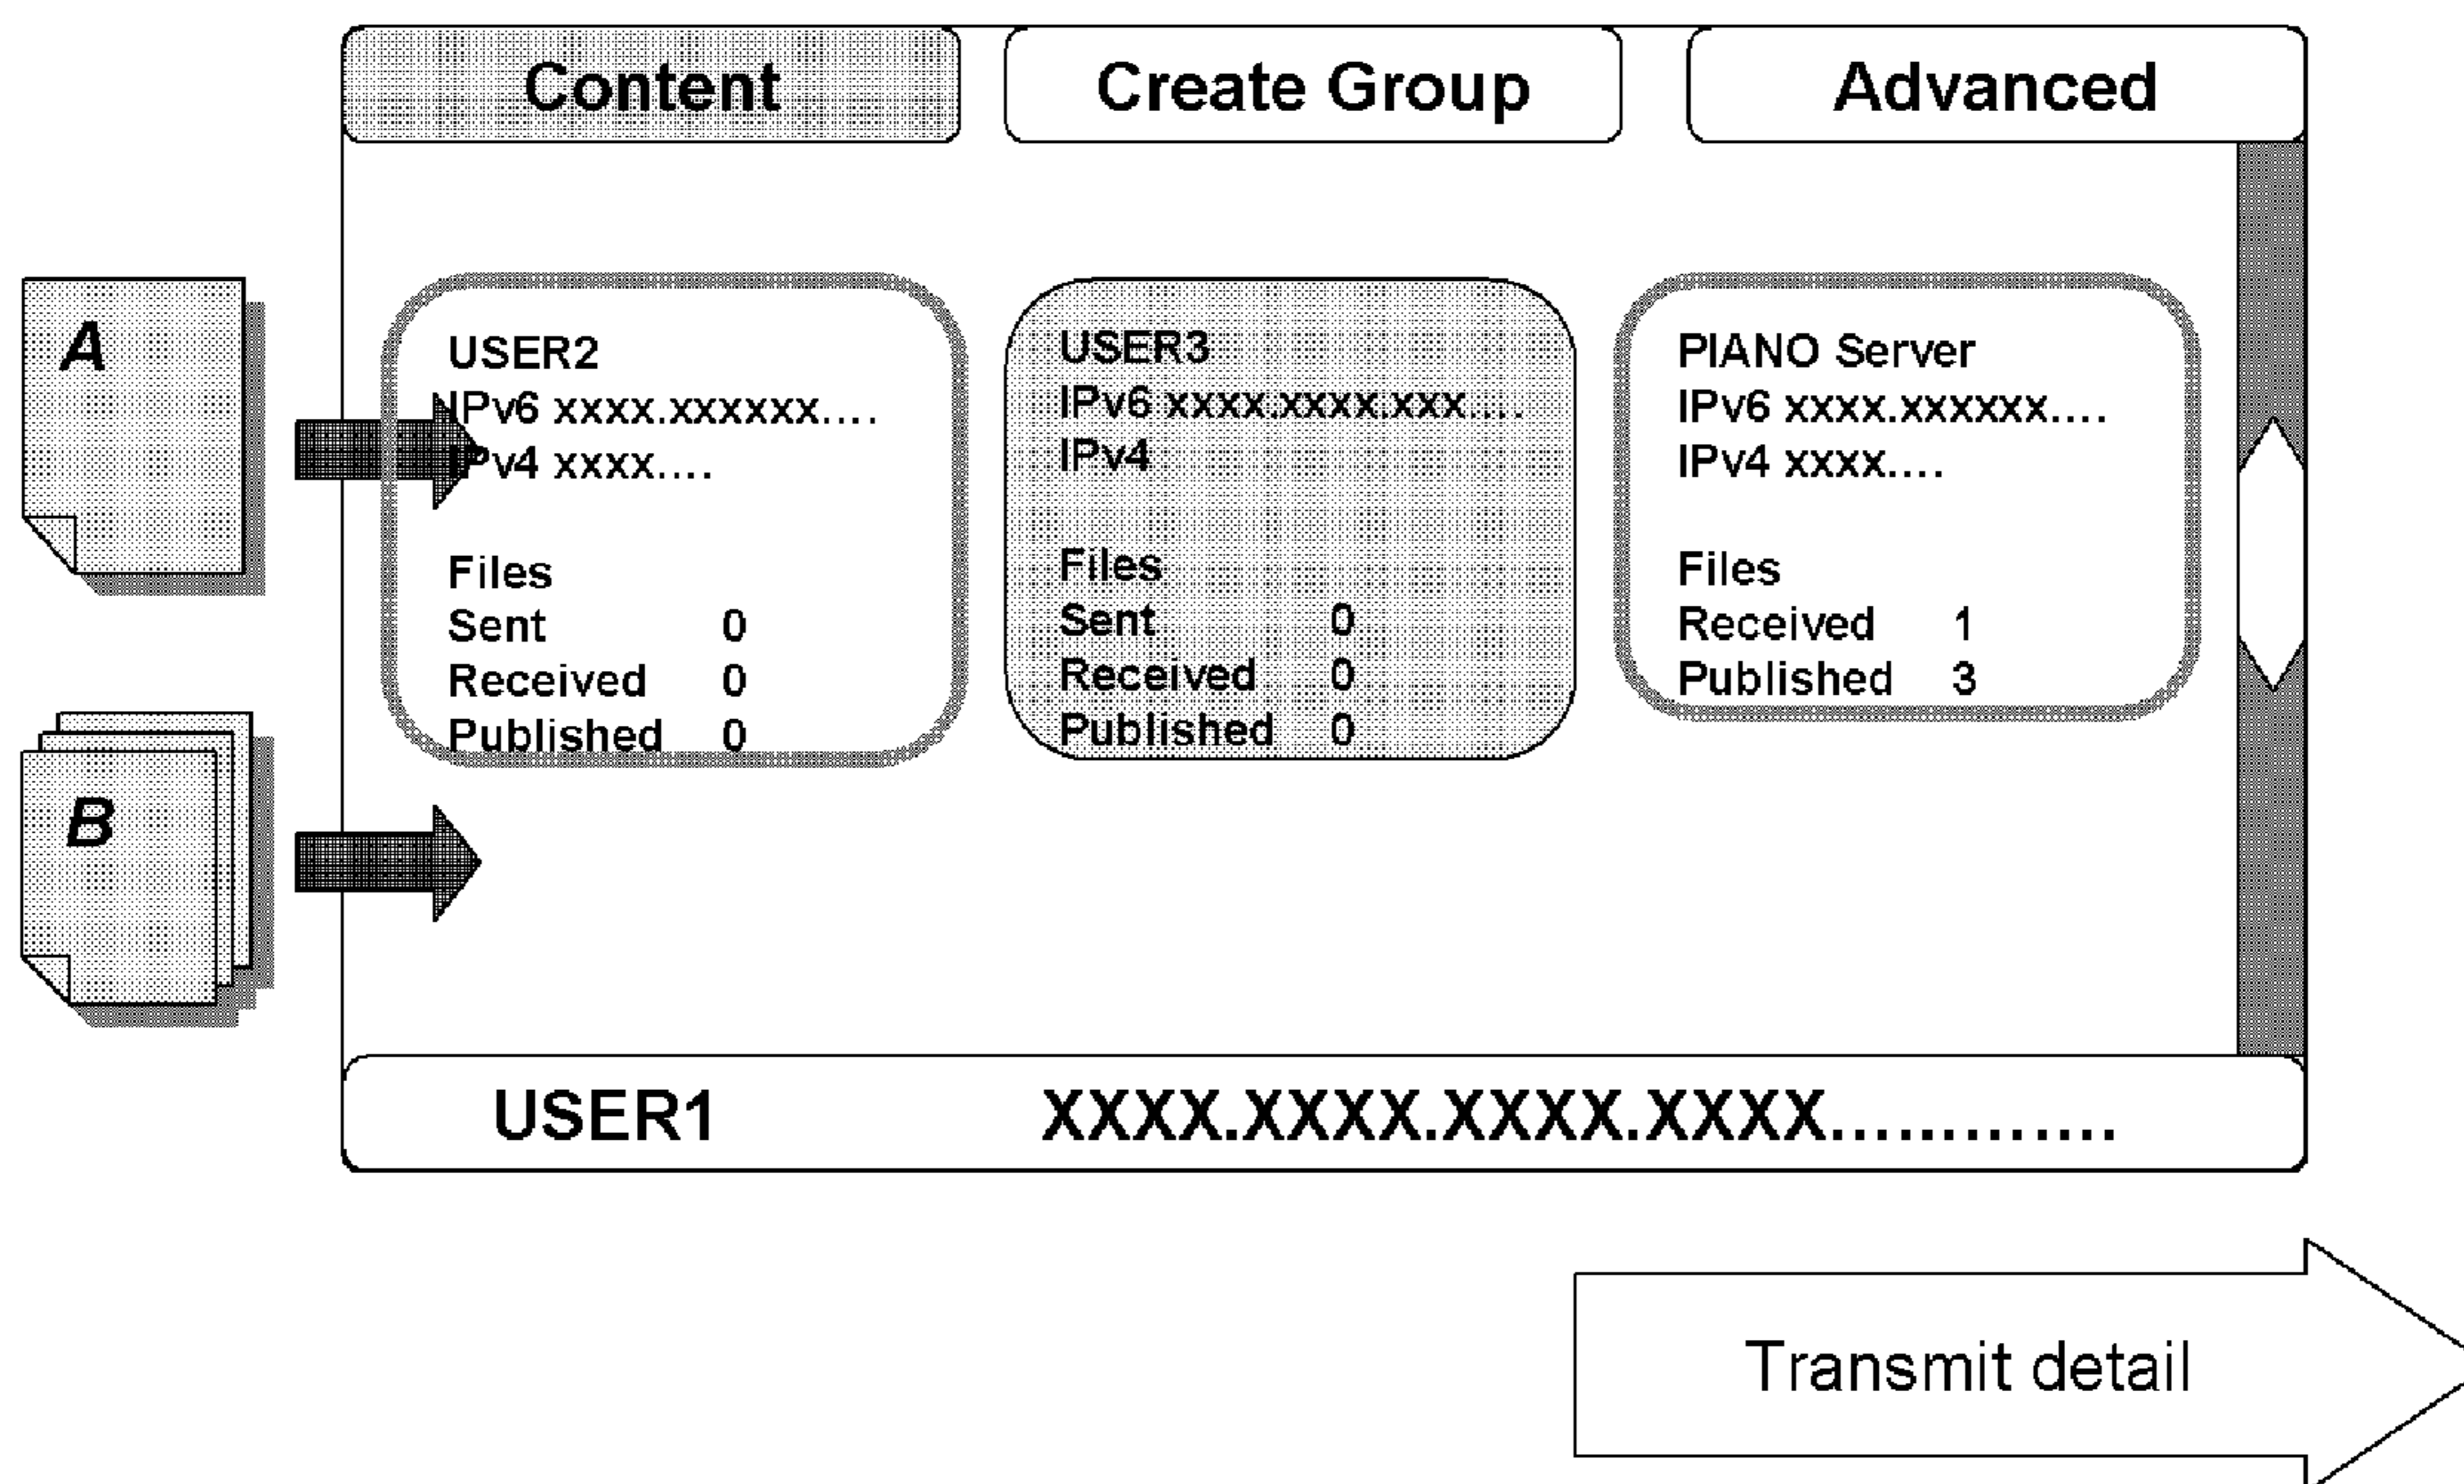 Content
Create Group
Advanced
A
B
USER2
IPv6 xxxx.xxxxxx....
IPv4 xxxx....
Files
Sent 0
Received 0
Published 0
USER3
IPv6 xxxx.xxxx.xxx....
IPv4
Files
Sent 0
Received 0
Published 0
PIANO Server
IPv6 xxxx.xxxxxx....
IPv4 xxxx....
Files
Received 1
Published 3
USER1 XXXX.XXXX.XXXX.XXXX.............
Transmit detail